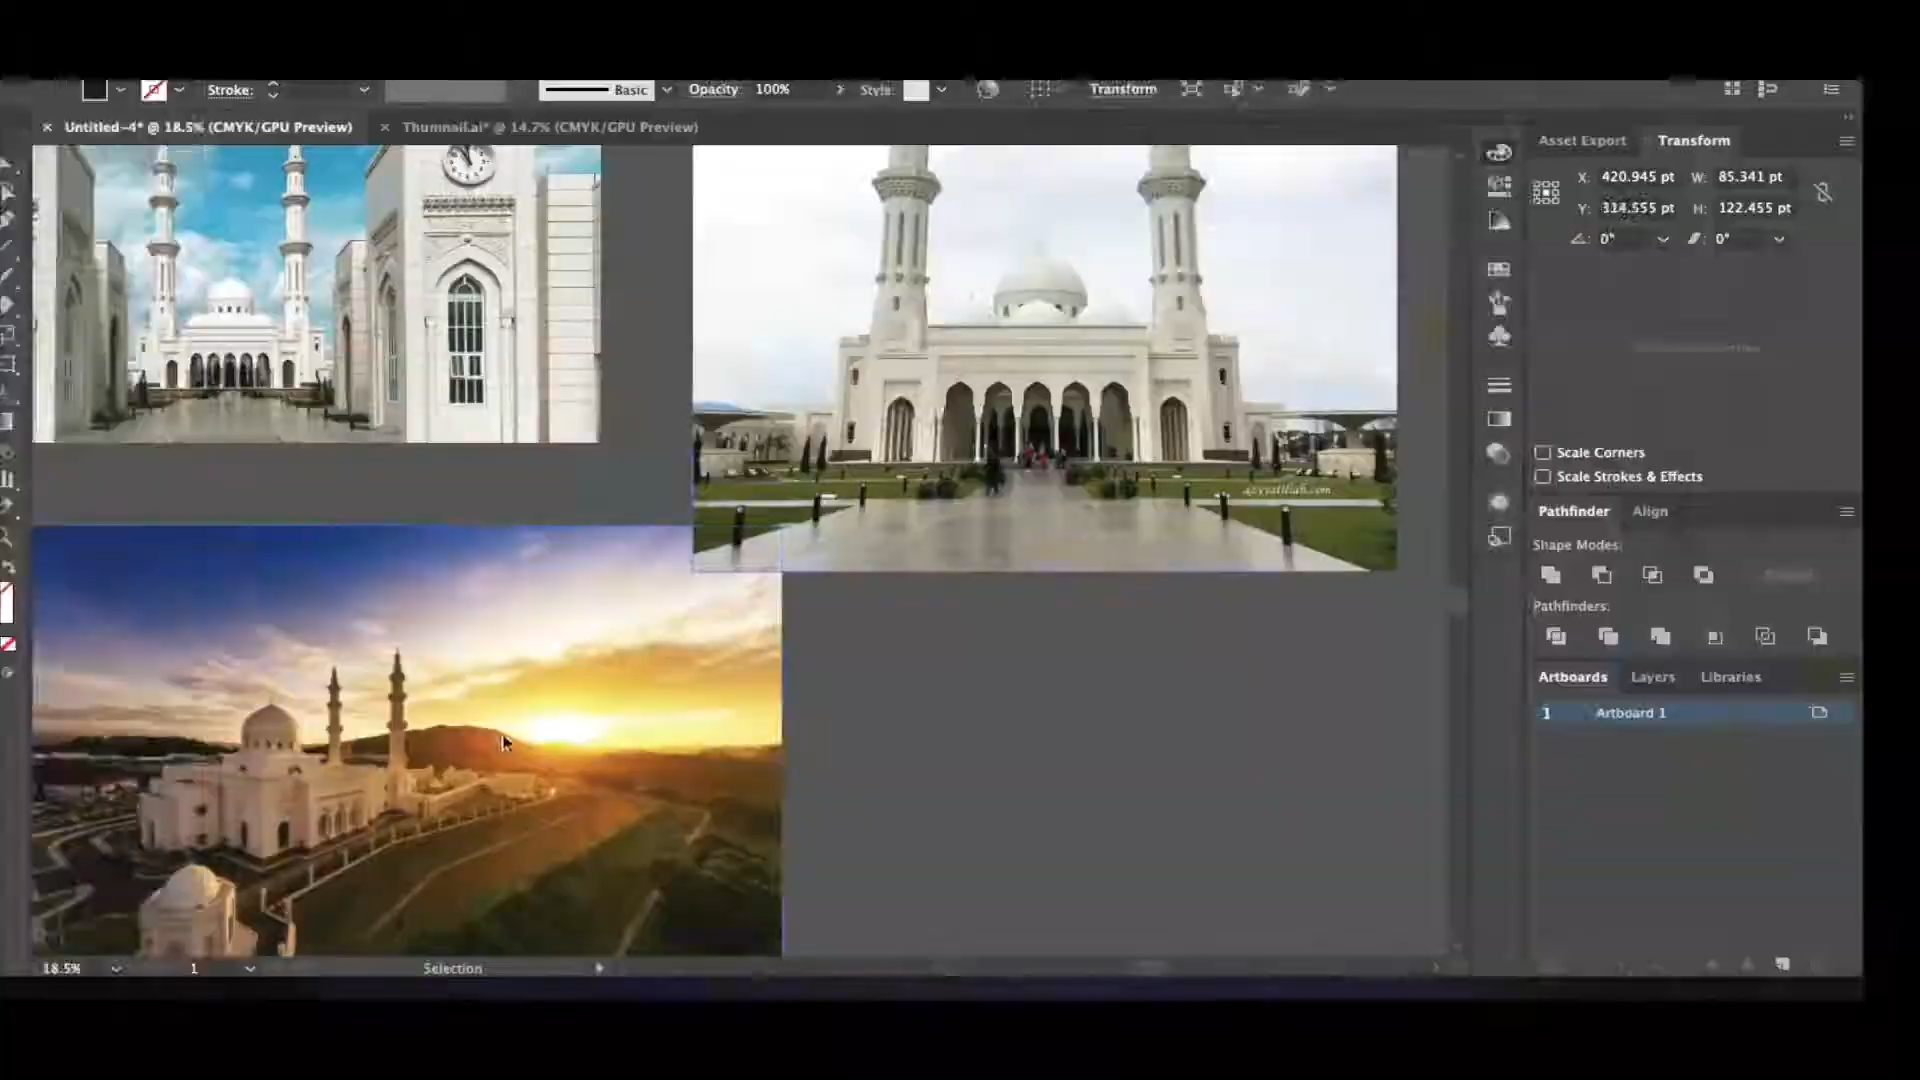 Stroke: Basic Opacity 100% Style: Transform
× Untitled-4* @ 18.5% (CMYK/GPU Preview) × Thumnail.ai* @ 14.7% (CMYK/GPU Preview)
Asset Export Transform
X: 420.945 pt W: 85.341 pt
Y: 314.555 pt H: 122.455 pt
0° 0°
Scale Corners
Scale Strokes & Effects
Pathfinder Align
Shape Modes:
Pathfinders:
Artboards Layers Libraries
1 Artboard 1
18.5% 1 Selection